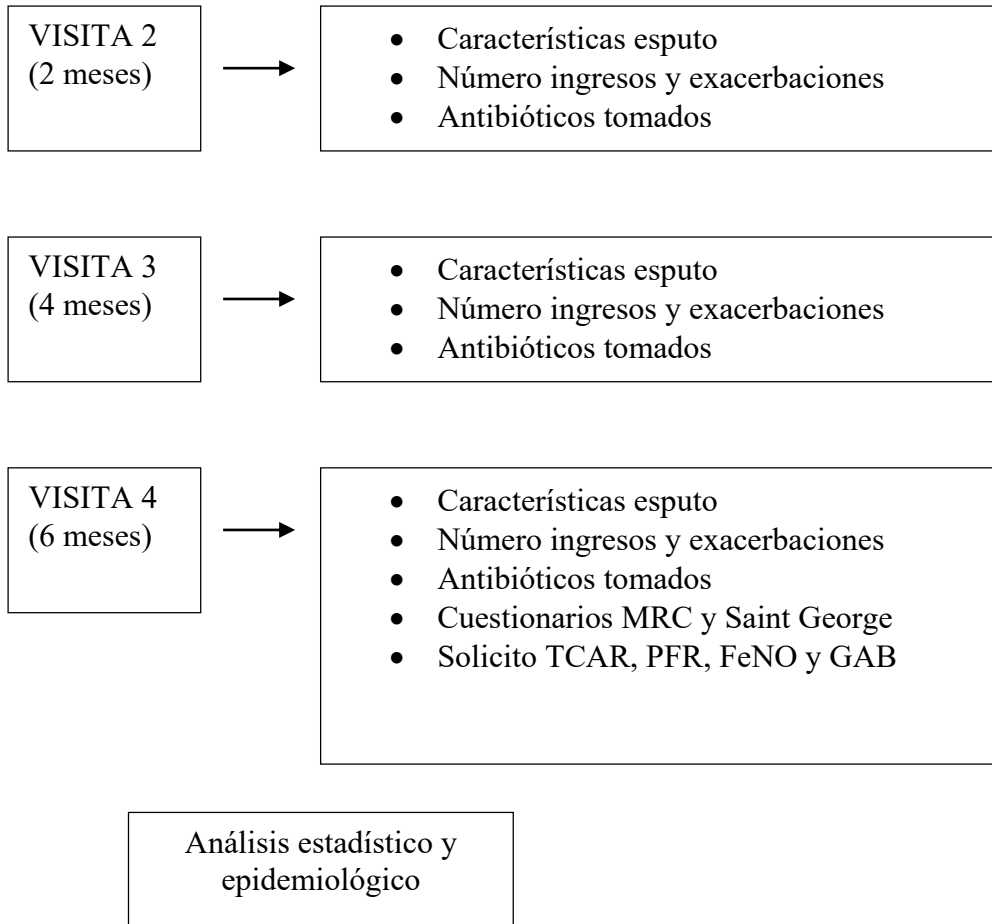 VISITA 2
(2 meses)
• Características esputo
• Número ingresos y exacerbaciones
• Antibióticos tomados
VISITA 3
(4 meses)
• Características esputo
• Número ingresos y exacerbaciones
• Antibióticos tomados
VISITA 4
(6 meses)
• Características esputo
• Número ingresos y exacerbaciones
• Antibióticos tomados
• Cuestionarios MRC y Saint George
• Solicito TCAR, PFR, FeNO y GAB
Análisis estadístico y
epidemiológico